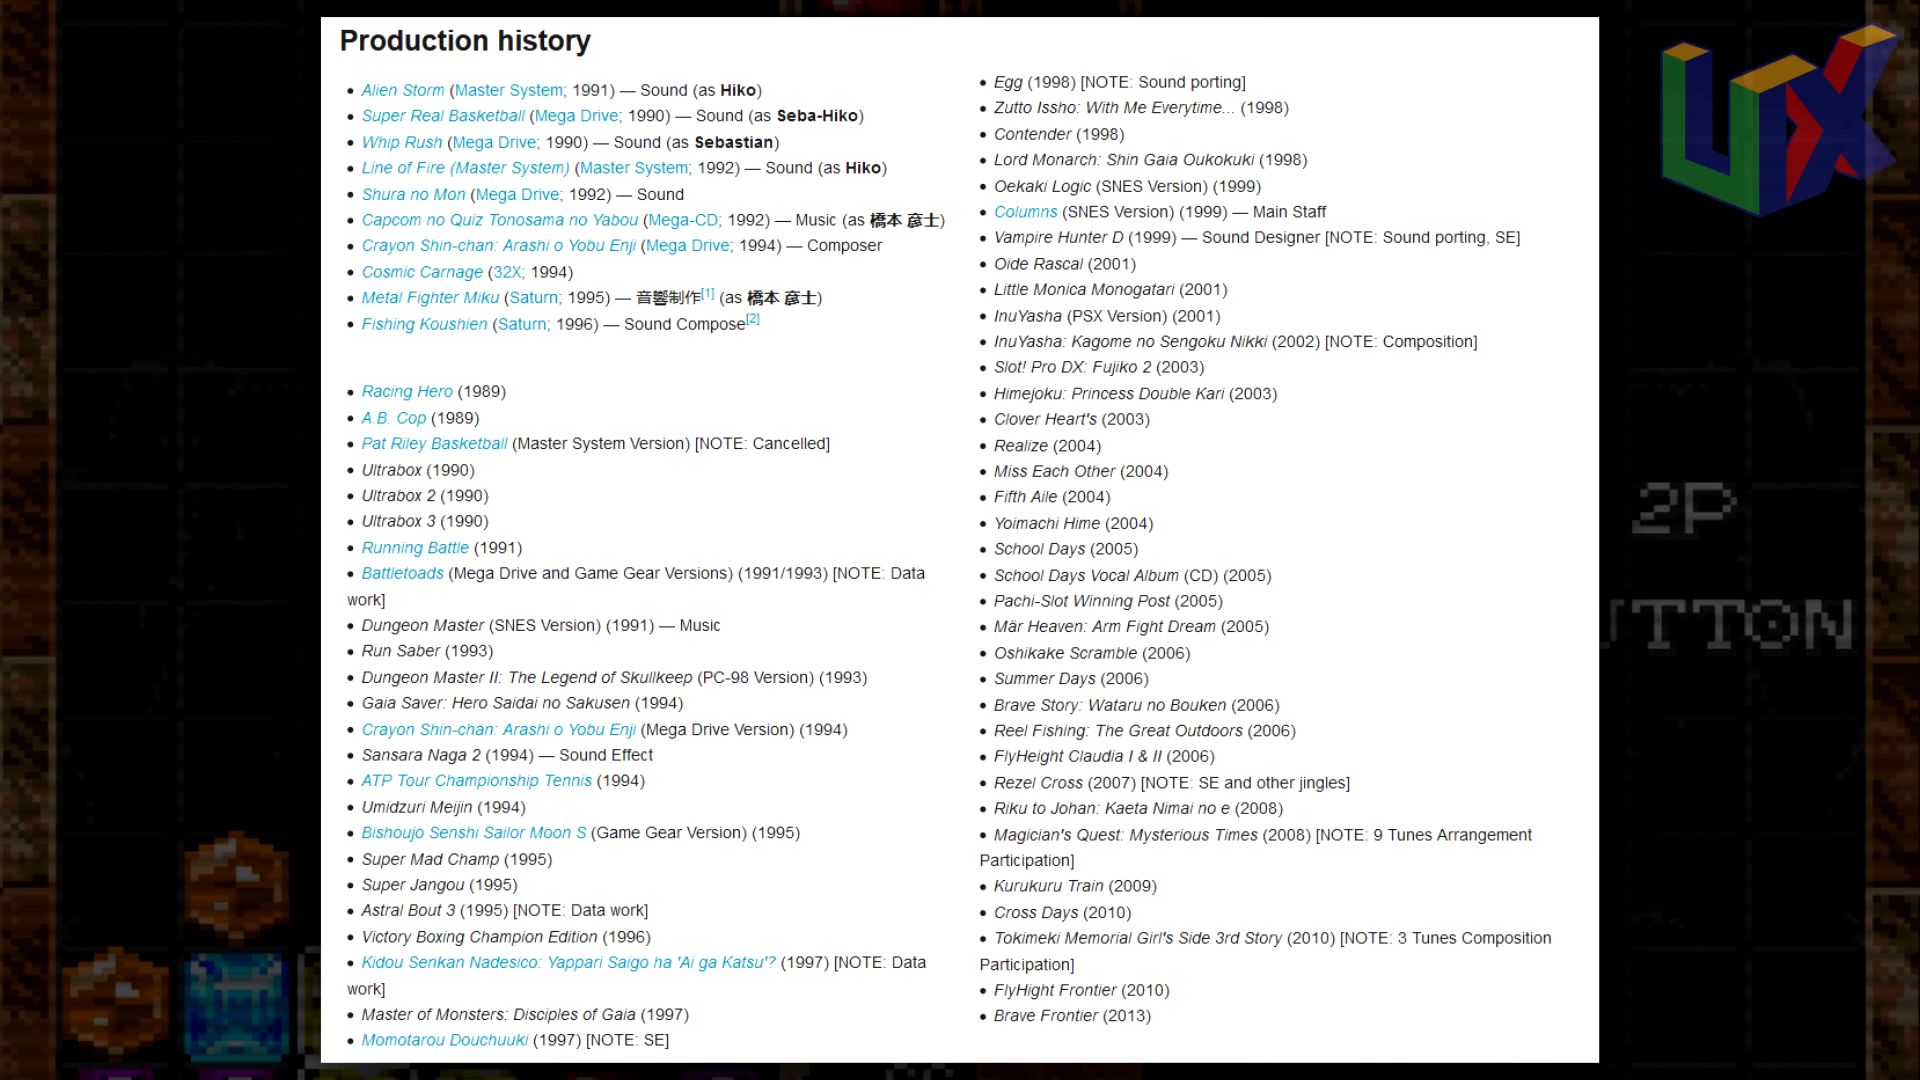 Production history
• Alien Storm (Master System; 1991) — Sound (as Hiko)
• Super Real Basketball (Mega Drive; 1990) — Sound (as Seba-Hiko)
• Whip Rush (Mega Drive; 1990) — Sound (as Sebastian)
• Line of Fire (Master System) (Master System; 1992) — Sound (as Hiko)
• Shura no Mon (Mega Drive; 1992) — Sound
• Capcom no Quiz Tonosama no Yabou (Mega-CD; 1992) — Music (as 橋本 彦士)
• Crayon Shin-chan: Arashi o Yobu Enji (Mega Drive; 1994) — Composer
• Cosmic Carnage (32X; 1994)
• Metal Fighter Miku (Saturn; 1995) — 音響制作[1] (as 橋本 彦士)
• Fishing Koushien (Saturn; 1996) — Sound Compose[2]
• Racing Hero (1989)
• A.B. Cop (1989)
• Pat Riley Basketball (Master System Version) [NOTE: Cancelled]
• Ultrabox (1990)
• Ultrabox 2 (1990)
• Ultrabox 3 (1990)
• Running Battle (1991)
• Battletoads (Mega Drive and Game Gear Versions) (1991/1993) [NOTE: Data
work]
• Dungeon Master (SNES Version) (1991) — Music
• Run Saber (1993)
• Dungeon Master II: The Legend of Skullkeep (PC-98 Version) (1993)
• Gaia Saver: Hero Saidai no Sakusen (1994)
• Crayon Shin-chan: Arashi o Yobu Enji (Mega Drive Version) (1994)
• Sansara Naga 2 (1994) — Sound Effect
• ATP Tour Championship Tennis (1994)
• Umidzuri Meijin (1994)
• Bishoujo Senshi Sailor Moon S (Game Gear Version) (1995)
• Super Mad Champ (1995)
• Super Jangou (1995)
• Astral Bout 3 (1995) [NOTE: Data work]
• Victory Boxing Champion Edition (1996)
• Kidou Senkan Nadesico: Yappari Saigo ha 'Ai ga Katsu'? (1997) [NOTE: Data
work]
• Master of Monsters: Disciples of Gaia (1997)
• Momotarou Douchuuki (1997) [NOTE: SE]
• Egg (1998) [NOTE: Sound porting]
• Zutto Issho: With Me Everytime... (1998)
• Contender (1998)
• Lord Monarch: Shin Gaia Oukokuki (1998)
• Oekaki Logic (SNES Version) (1999)
• Columns (SNES Version) (1999) — Main Staff
• Vampire Hunter D (1999) — Sound Designer [NOTE: Sound porting, SE]
• Oide Rascal (2001)
• Little Monica Monogatari (2001)
• InuYasha (PSX Version) (2001)
• InuYasha: Kagome no Sengoku Nikki (2002) [NOTE: Composition]
• Slot! Pro DX: Fujiko 2 (2003)
• Himejoku: Princess Double Kari (2003)
• Clover Heart's (2003)
• Realize (2004)
• Miss Each Other (2004)
• Fifth Aile (2004)
• Yoimachi Hime (2004)
• School Days (2005)
• School Days Vocal Album (CD) (2005)
• Pachi-Slot Winning Post (2005)
• Mär Heaven: Arm Fight Dream (2005)
• Oshikake Scramble (2006)
• Summer Days (2006)
• Brave Story: Wataru no Bouken (2006)
• Reel Fishing: The Great Outdoors (2006)
• FlyHeight Claudia I & II (2006)
• Rezel Cross (2007) [NOTE: SE and other jingles]
• Riku to Johan: Kaeta Nimai no e (2008)
• Magician's Quest: Mysterious Times (2008) [NOTE: 9 Tunes Arrangement
Participation]
• Kurukuru Train (2009)
• Cross Days (2010)
• Tokimeki Memorial Girl's Side 3rd Story (2010) [NOTE: 3 Tunes Composition
Participation]
• FlyHight Frontier (2010)
• Brave Frontier (2013)
UX
2P
UTTON